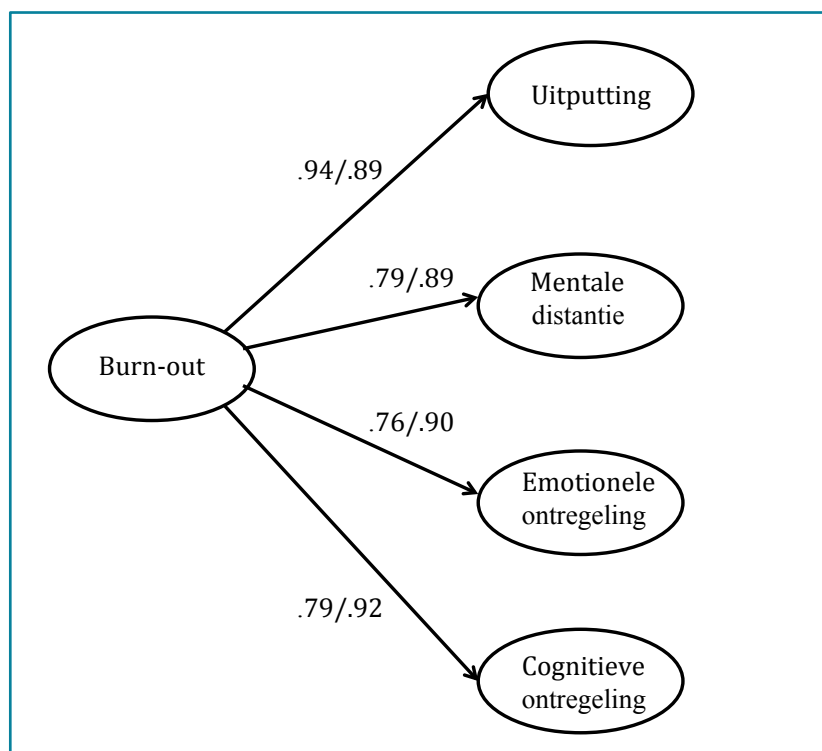 Uitputting
.94/.89
.79/.89
Mentale
distantie
Burn-out
.76/.90
Emotionele
ontregeling
.79/.92
Cognitieve
ontregeling